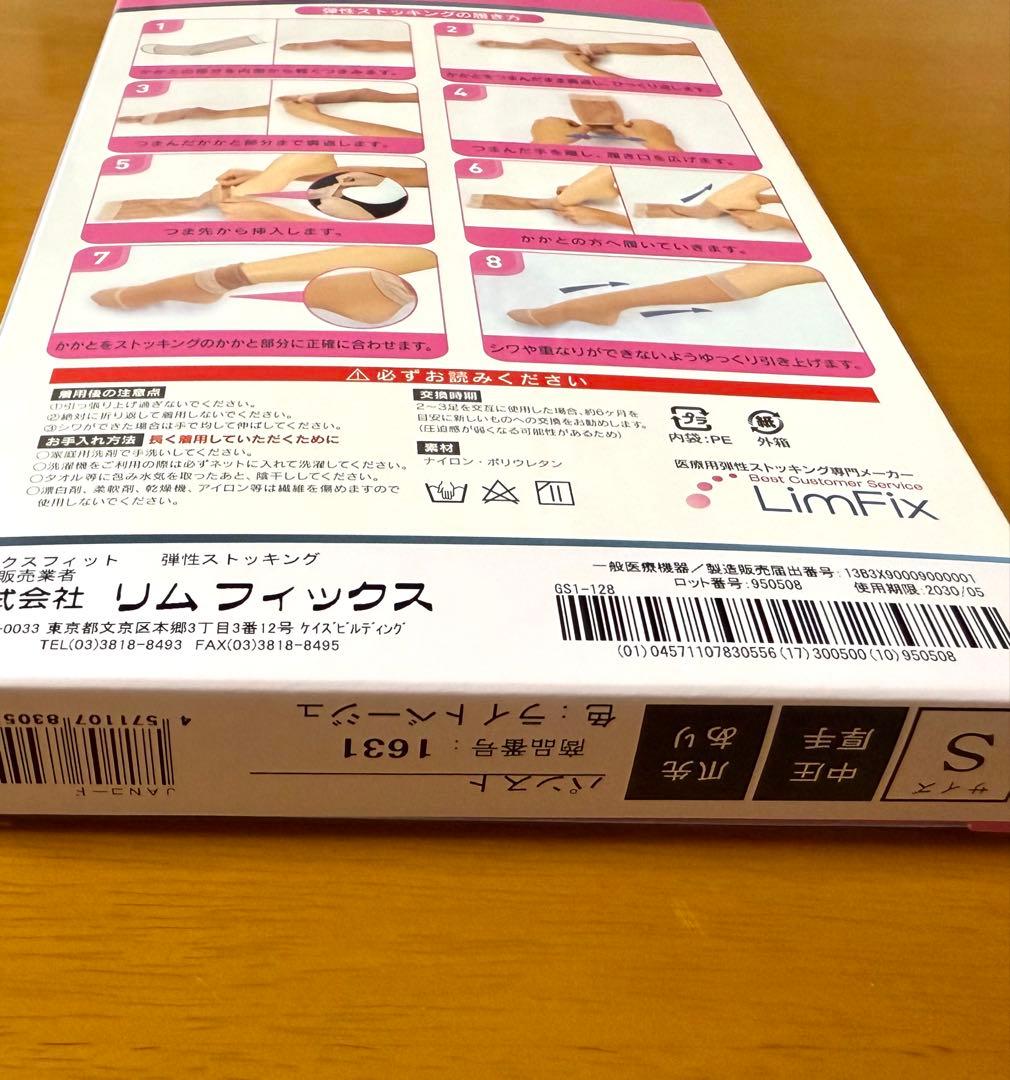 弾性ストッキングの履き方
1
かかとの部分を内側から軽くつまみます。
2
かかとをつまんだまま裏返し、ひっくり返します。
3
つまんだかかと部分まで裏返します。
4
つまんだ手を離し、履き口を広げます。
5
つま先から挿入します。
6
かかとの方へ履いていきます。
7
かかとをストッキングのかかと部分に正確に合わせます。
8
シワや重なりができないようゆっくり引き上げます。
⚠必ずお読みください
着用後の注意点
①引っ張り上げ過ぎないでください。
②絶対に折り返して着用しないでください。
③シワができた場合は手で均して伸ばしてください。
お手入れ方法 長く着用していただくために
○家庭用洗剤で手洗いしてください。
○洗濯機をご利用の際は必ずネットに入れて洗濯してください。
○タオル等に包み水気を取ったあと、陰干ししてください。
○漂白剤、柔軟剤、乾燥機、アイロン等は繊維を傷めますので
使用しないでください。
交換時期
2～3足を交互に使用した場合、約6ヶ月を
目安に新しいものへの交換をお勧めします。
(圧迫感が弱くなる可能性があるため)
素材
ナイロン・ポリウレタン
プラ
内袋:PE
紙
外箱
医療用弾性ストッキング専門メーカー
Best Customer Service
LimFix
クスフィット 弾性ストッキング
販売業者
式会社 リムフィックス
-0033 東京都文京区本郷3丁目3番12号 ケイズビルディング
TEL(03)3818-8493 FAX(03)3818-8495
一般医療機器／製造販売届出番号:13B3X90009000001
ロット番号:950508 使用期限:2030/05
GS1-128
(01)04571107830556(17)300500(10)950508
サイズ
S
中圧
厚手
爪先
あり
パンスト
商品番号:1631
色:ライトベージュ
JANコード
4 571107 8305